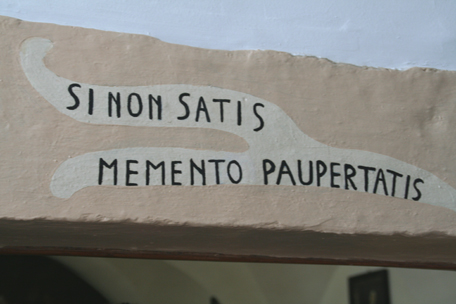 SI NON SATIS
MEMENTO PAUPERTATIS